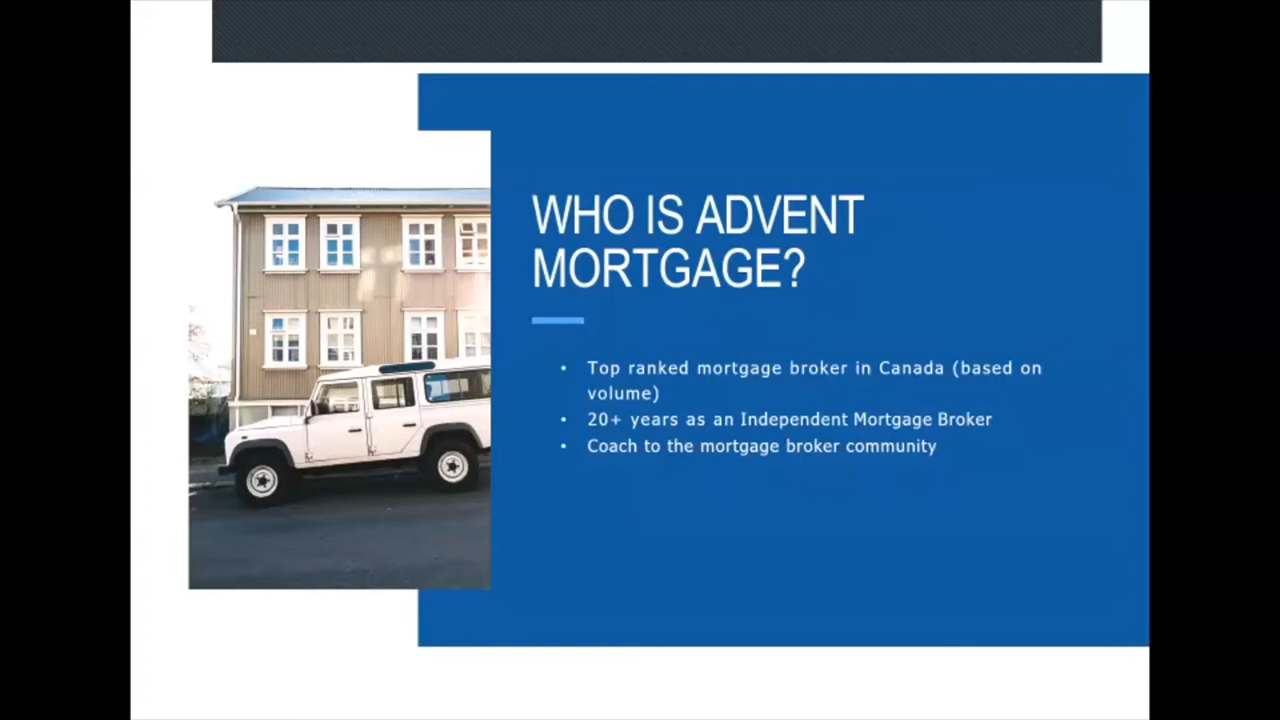 WHO IS ADVENT
MORTGAGE?
• Top ranked mortgage broker in Canada (based on
volume)
• 20+ years as an Independent Mortgage Broker
• Coach to the mortgage broker community